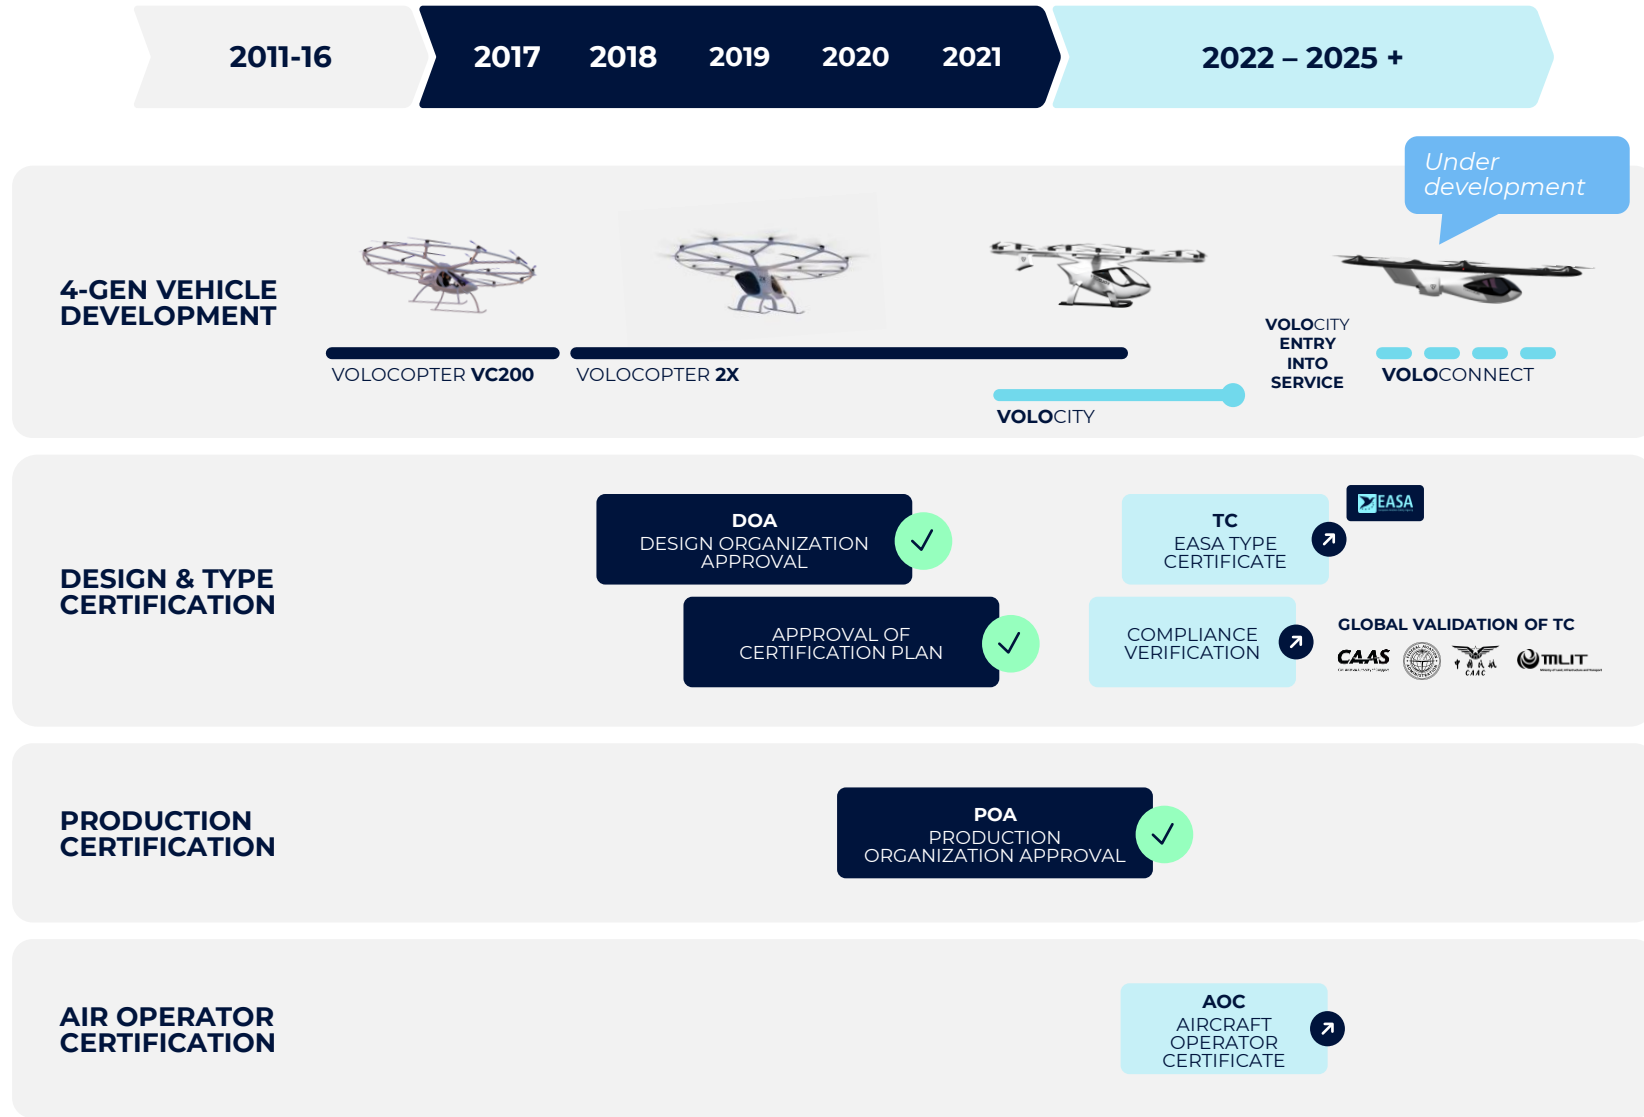 2011-16
2017
2018
2019
2020
2021
2022 – 2025 +
Under
development
4-GEN VEHICLE
DEVELOPMENT
VOLOCOPTER VC200
VOLOCOPTER 2X
VOLOCITY
VOLOCITY
ENTRY
INTO
SERVICE
VOLOCONNECT
DESIGN & TYPE
CERTIFICATION
DOA
DESIGN ORGANIZATION
APPROVAL
APPROVAL OF
CERTIFICATION PLAN
TC
EASA TYPE
CERTIFICATE
EASA
COMPLIANCE
VERIFICATION
GLOBAL VALIDATION OF TC
CAAS
CAAC
MLIT
PRODUCTION
CERTIFICATION
POA
PRODUCTION
ORGANIZATION APPROVAL
AIR OPERATOR
CERTIFICATION
AOC
AIRCRAFT
OPERATOR
CERTIFICATE